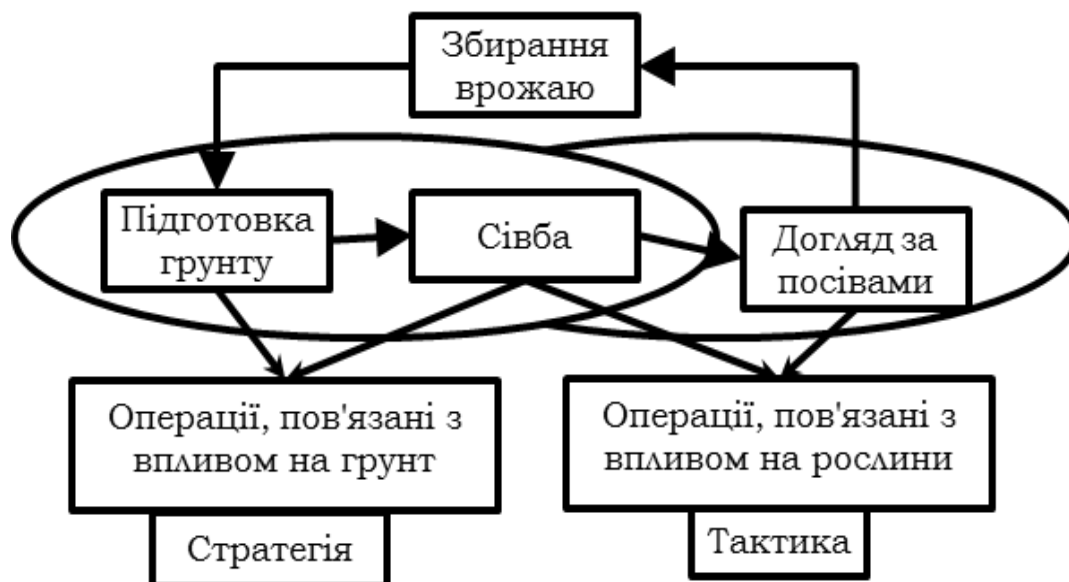 Збирання
врожаю
Підготовка
грунту
Сівба
Догляд за
посівами
Операції, пов'язані з
впливом на грунт
Операції, пов'язані з
впливом на рослини
Стратегія
Тактика